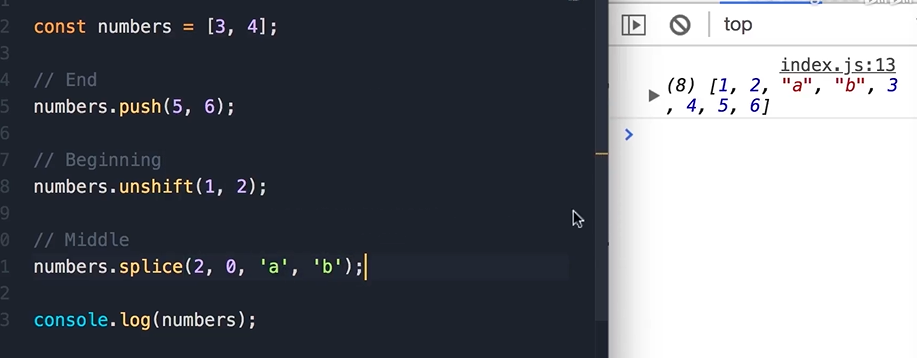 const numbers = [3, 4];
// End
numbers.push(5, 6);
// Beginning
numbers.unshift(1, 2);
// Middle
numbers.splice(2, 0, 'a', 'b');
console.log(numbers);
top
index.js:13
(8) [1, 2, "a", "b", 3
, 4, 5, 6]